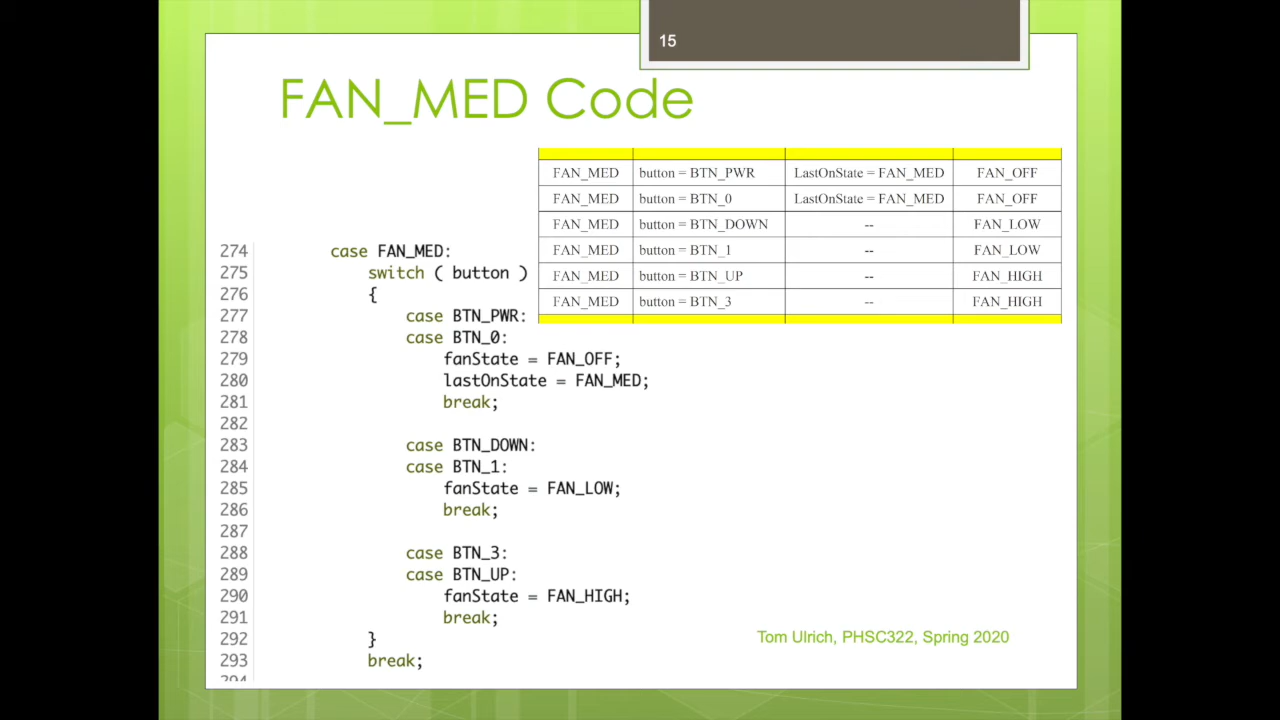 15
FAN_MED Code
FAN_MED button = BTN_PWR LastOnState = FAN_MED FAN_OFF
FAN_MED button = BTN_0 LastOnState = FAN_MED FAN_OFF
FAN_MED button = BTN_DOWN -- FAN_LOW
FAN_MED button = BTN_1 -- FAN_LOW
FAN_MED button = BTN_UP -- FAN_HIGH
FAN_MED button = BTN_3 -- FAN_HIGH
274 case FAN_MED:
275 switch ( button )
276 {
277 case BTN_PWR:
278 case BTN_0:
279 fanState = FAN_OFF;
280 lastOnState = FAN_MED;
281 break;
282
283 case BTN_DOWN:
284 case BTN_1:
285 fanState = FAN_LOW;
286 break;
287
288 case BTN_3:
289 case BTN_UP:
290 fanState = FAN_HIGH;
291 break;
292 }
293 break;
Tom Ulrich, PHSC322, Spring 2020